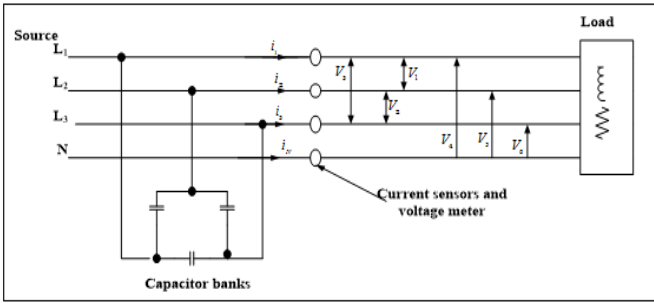 Source
Load
L1
L2
L3
N
i1
i2
i3
iN
V1
V2
V3
V4
V5
V6
Current sensors and
voltage meter
Capacitor banks